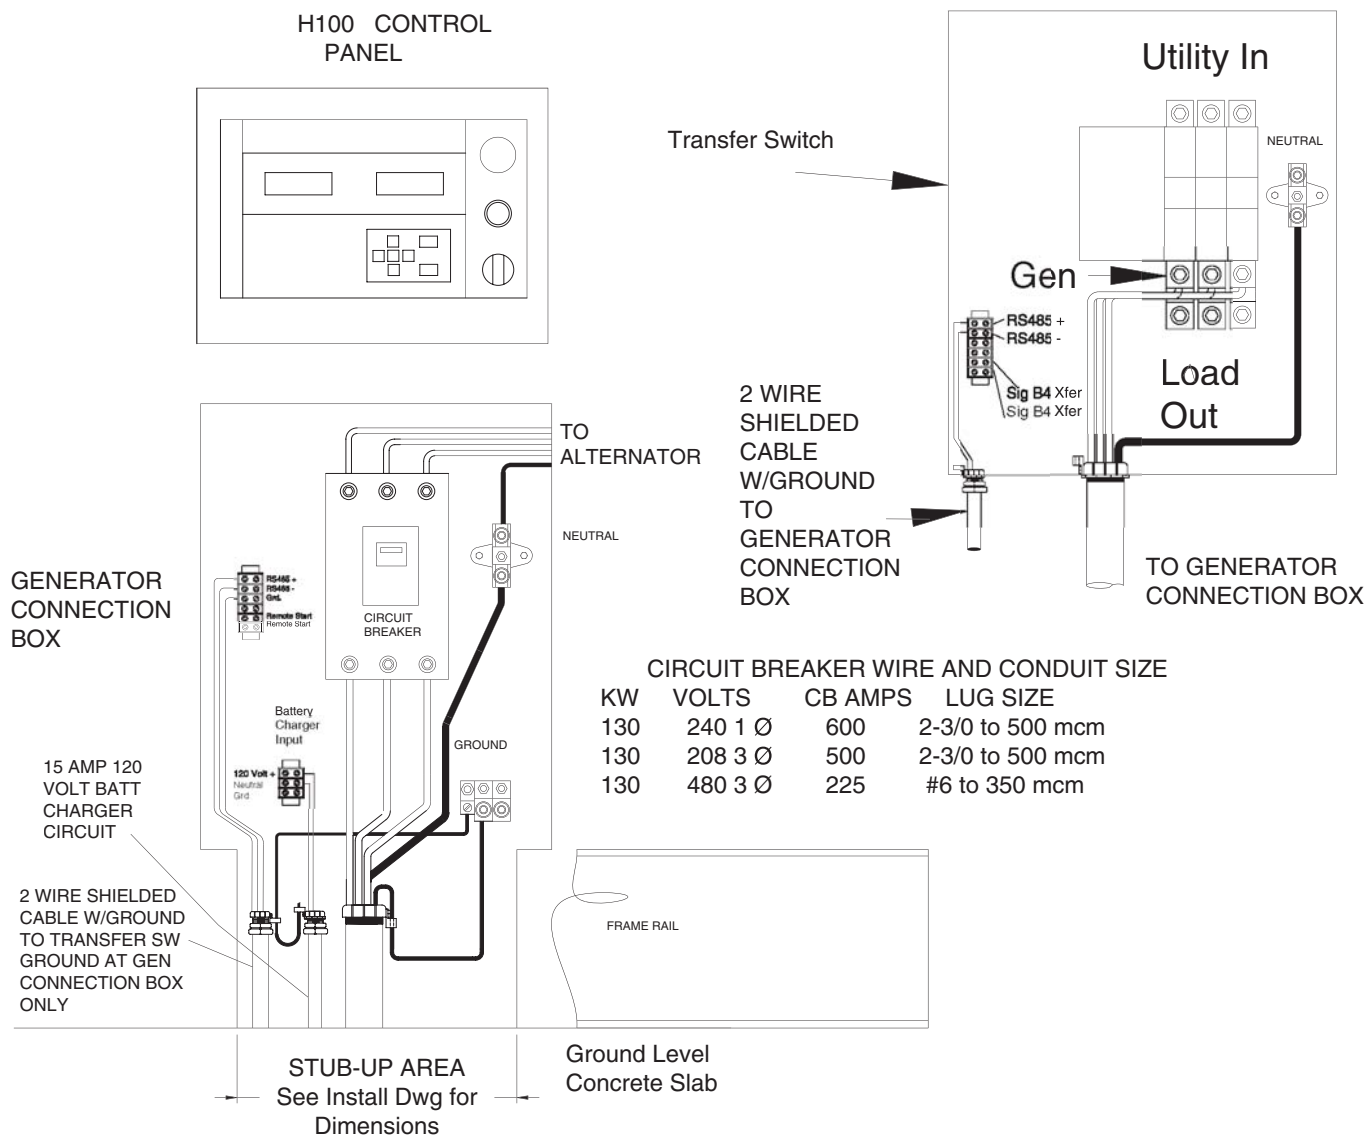 H100 CONTROL
PANEL
Utility In
Transfer Switch
NEUTRAL
Gen
RS485 +
RS485 -
Sig B4 Xfer
Sig B4 Xfer
Load
Out
2 WIRE
SHIELDED
CABLE
W/GROUND
TO
GENERATOR
CONNECTION
BOX
TO GENERATOR
CONNECTION BOX
TO
ALTERNATOR
NEUTRAL
GENERATOR
CONNECTION
BOX
RS485 +
RS485 -
Grd.
Remote Start
Remote Start
CIRCUIT
BREAKER
Battery
Charger
Input
GROUND
120 Volt +
Neutral
Grd
15 AMP 120
VOLT BATT
CHARGER
CIRCUIT
2 WIRE SHIELDED
CABLE W/GROUND
TO TRANSFER SW
GROUND AT GEN
CONNECTION BOX
ONLY
CIRCUIT BREAKER WIRE AND CONDUIT SIZE
KW VOLTS CB AMPS LUG SIZE
130 240 1 Ø 600 2-3/0 to 500 mcm
130 208 3 Ø 500 2-3/0 to 500 mcm
130 480 3 Ø 225 #6 to 350 mcm
FRAME RAIL
STUB-UP AREA
See Install Dwg for
Dimensions
Ground Level
Concrete Slab